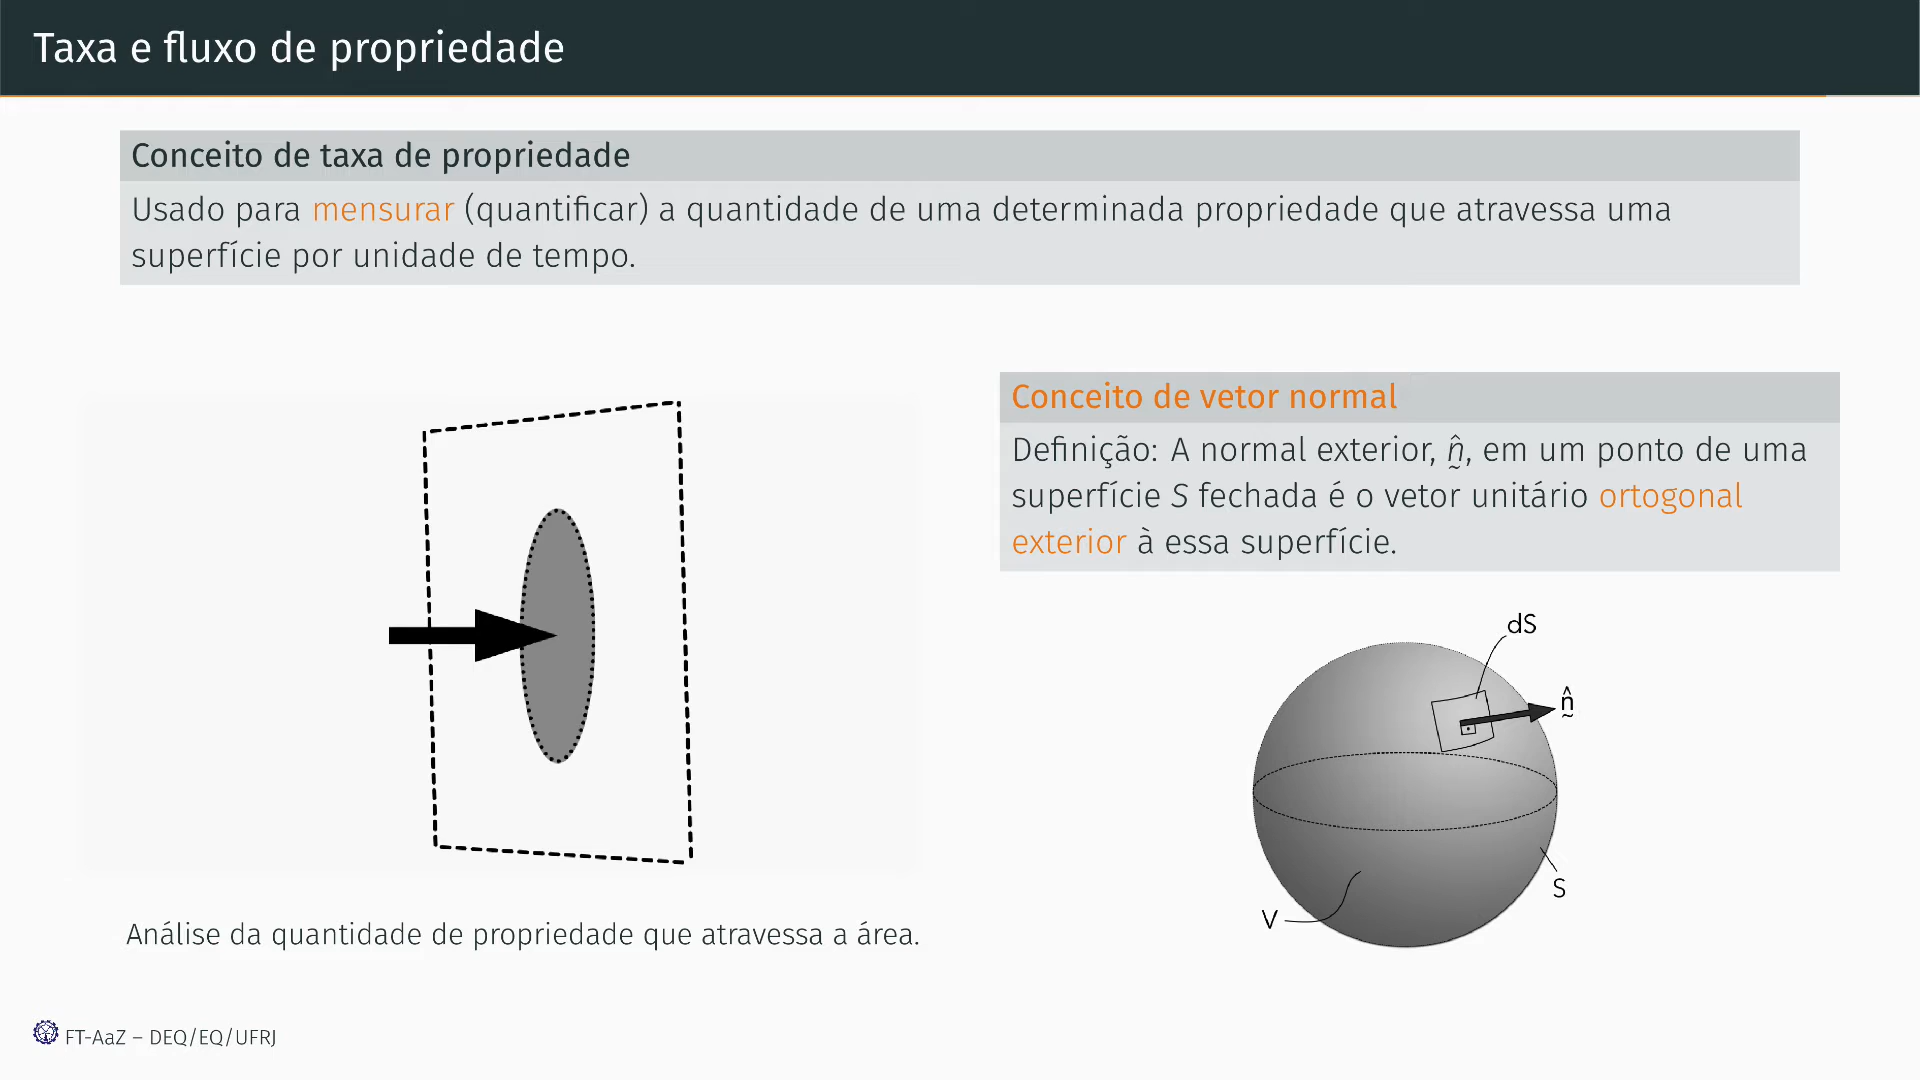 Taxa e fluxo de propriedade
Conceito de taxa de propriedade
Usado para mensurar (quantificar) a quantidade de uma determinada propriedade que atravessa uma
superfície por unidade de tempo.
Conceito de vetor normal
Definição: A normal exterior, n̰̂, em um ponto de uma
superfície S fechada é o vetor unitário ortogonal
exterior à essa superfície.
dS
n̰̂
S
V
Análise da quantidade de propriedade que atravessa a área.
FT-AaZ – DEQ/EQ/UFRJ